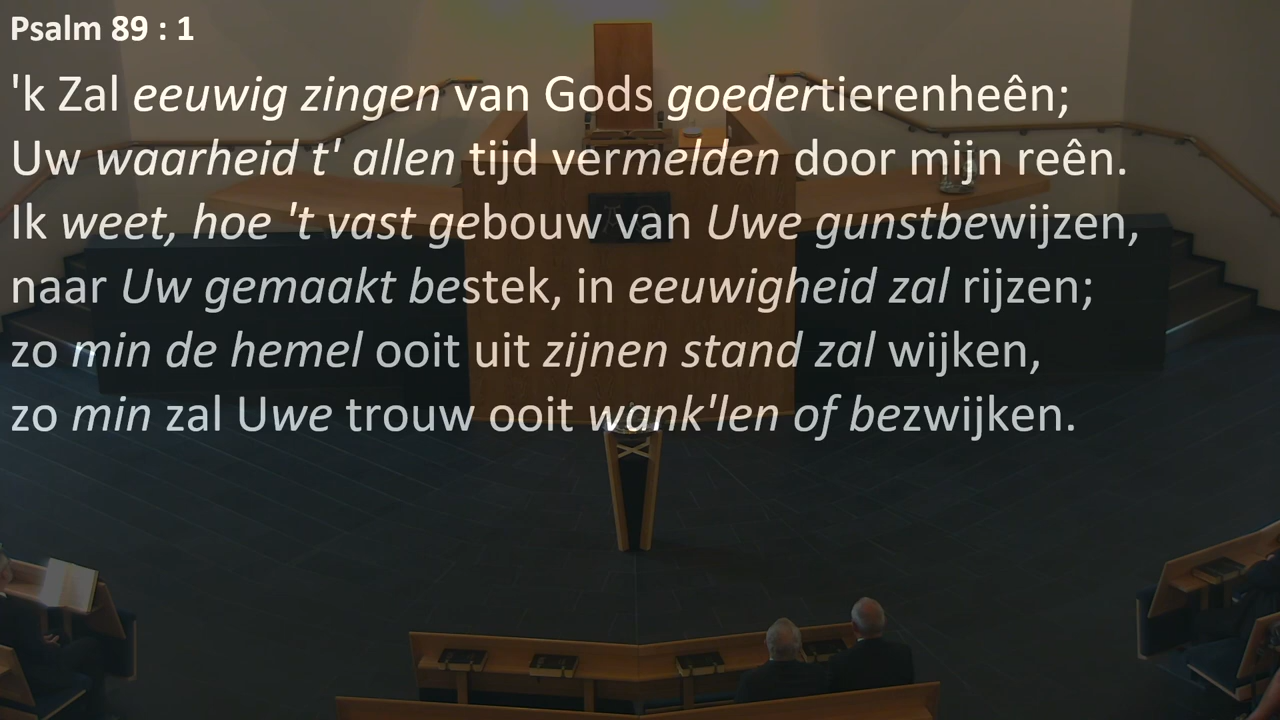 Psalm 89 : 1
'k Zal eeuwig zingen van Gods goedertierenheên;
Uw waarheid t' allen tijd vermelden door mijn reên.
Ik weet, hoe 't vast gebouw van Uwe gunstbewijzen,
naar Uw gemaakt bestek, in eeuwigheid zal rijzen;
zo min de hemel ooit uit zijnen stand zal wijken,
zo min zal Uwe trouw ooit wank'len of bezwijken.